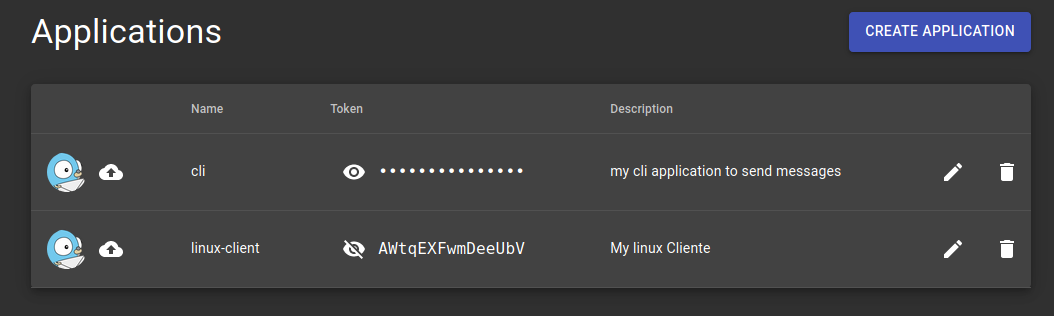 Applications
CREATE APPLICATION
Name Token Description
cli ••••••••••••••• my cli application to send messages
linux-client AWtqEXFwmDeeUbV My linux Cliente